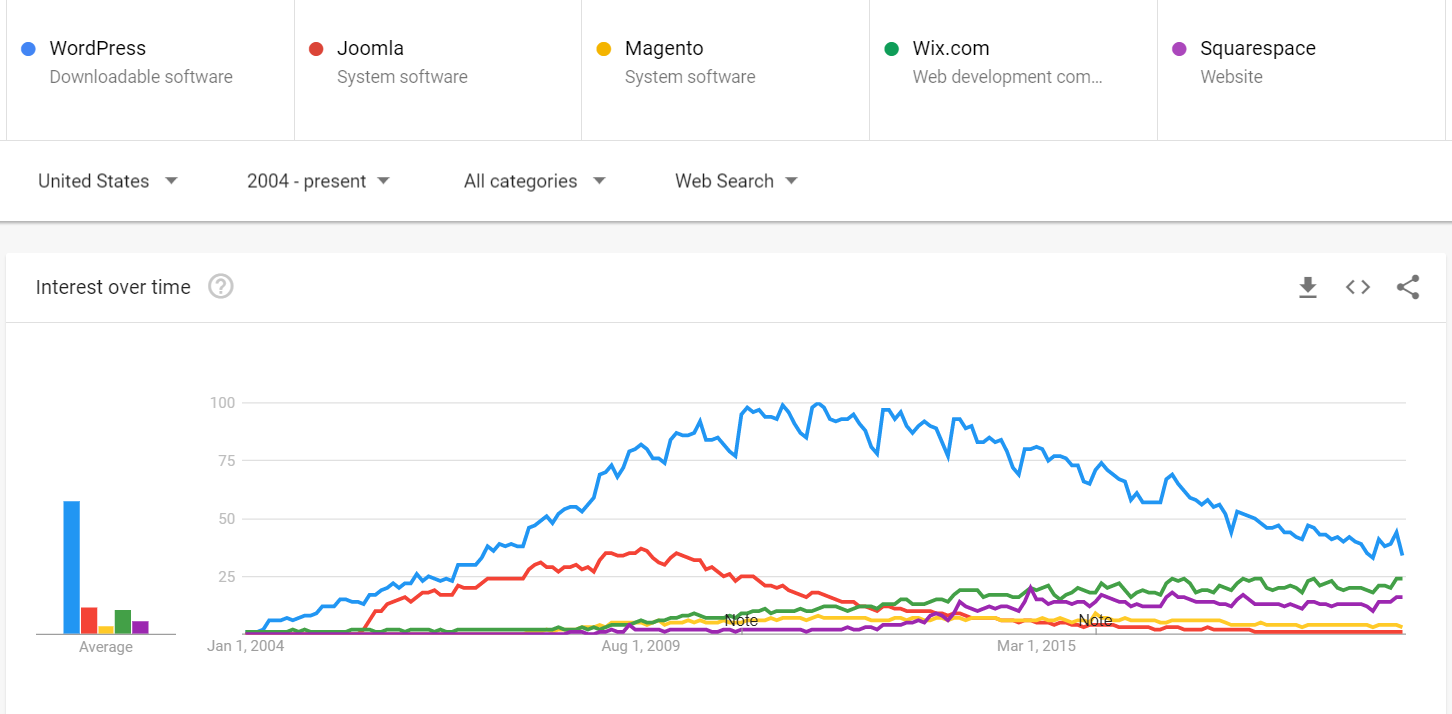 WordPress
Downloadable software
Joomla
System software
Magento
System software
Wix.com
Web development com...
Squarespace
Website
United States
2004 - present
All categories
Web Search
Interest over time
?
100
75
50
25
Note
Note
Average
Jan 1, 2004
Aug 1, 2009
Mar 1, 2015